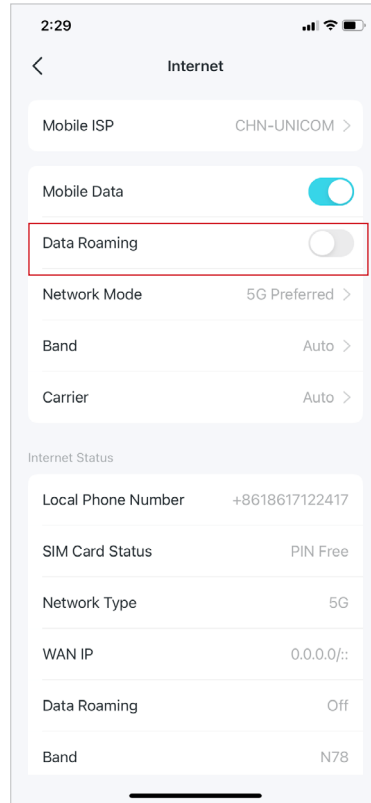 2:29
Internet
Mobile ISP CHN-UNICOM >
Mobile Data
Data Roaming
Network Mode 5G Preferred >
Band Auto >
Carrier Auto >
Internet Status
Local Phone Number +8618617122417
SIM Card Status PIN Free
Network Type 5G
WAN IP 0.0.0.0/::
Data Roaming Off
Band N78